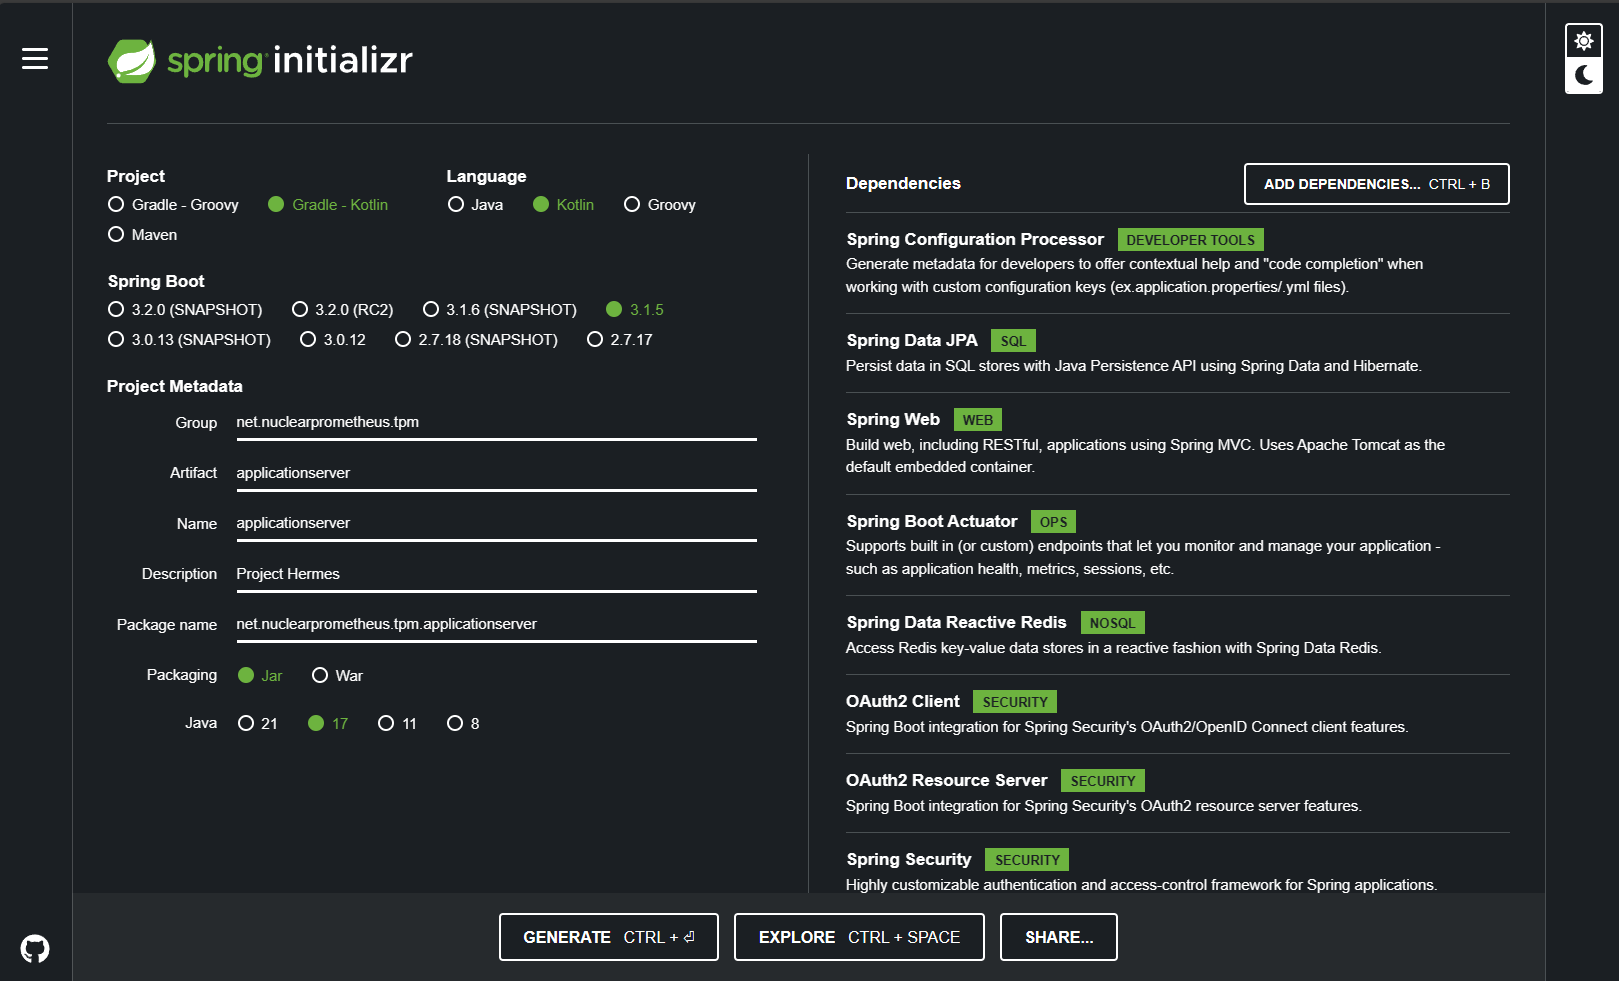 spring initializr
Project
Gradle - Groovy Gradle - Kotlin
Maven
Language
Java Kotlin Groovy
Spring Boot
3.2.0 (SNAPSHOT) 3.2.0 (RC2) 3.1.6 (SNAPSHOT) 3.1.5
3.0.13 (SNAPSHOT) 3.0.12 2.7.18 (SNAPSHOT) 2.7.17
Project Metadata
Group net.nuclearprometheus.tpm
Artifact applicationserver
Name applicationserver
Description Project Hermes
Package name net.nuclearprometheus.tpm.applicationserver
Packaging Jar War
Java 21 17 11 8
Dependencies ADD DEPENDENCIES... CTRL + B
Spring Configuration Processor DEVELOPER TOOLS
Generate metadata for developers to offer contextual help and "code completion" when
working with custom configuration keys (ex.application.properties/.yml files).
Spring Data JPA SQL
Persist data in SQL stores with Java Persistence API using Spring Data and Hibernate.
Spring Web WEB
Build web, including RESTful, applications using Spring MVC. Uses Apache Tomcat as the
default embedded container.
Spring Boot Actuator OPS
Supports built in (or custom) endpoints that let you monitor and manage your application -
such as application health, metrics, sessions, etc.
Spring Data Reactive Redis NOSQL
Access Redis key-value data stores in a reactive fashion with Spring Data Redis.
OAuth2 Client SECURITY
Spring Boot integration for Spring Security's OAuth2/OpenID Connect client features.
OAuth2 Resource Server SECURITY
Spring Boot integration for Spring Security's OAuth2 resource server features.
Spring Security SECURITY
Highly customizable authentication and access-control framework for Spring applications.
GENERATE CTRL + ⏎ EXPLORE CTRL + SPACE SHARE...